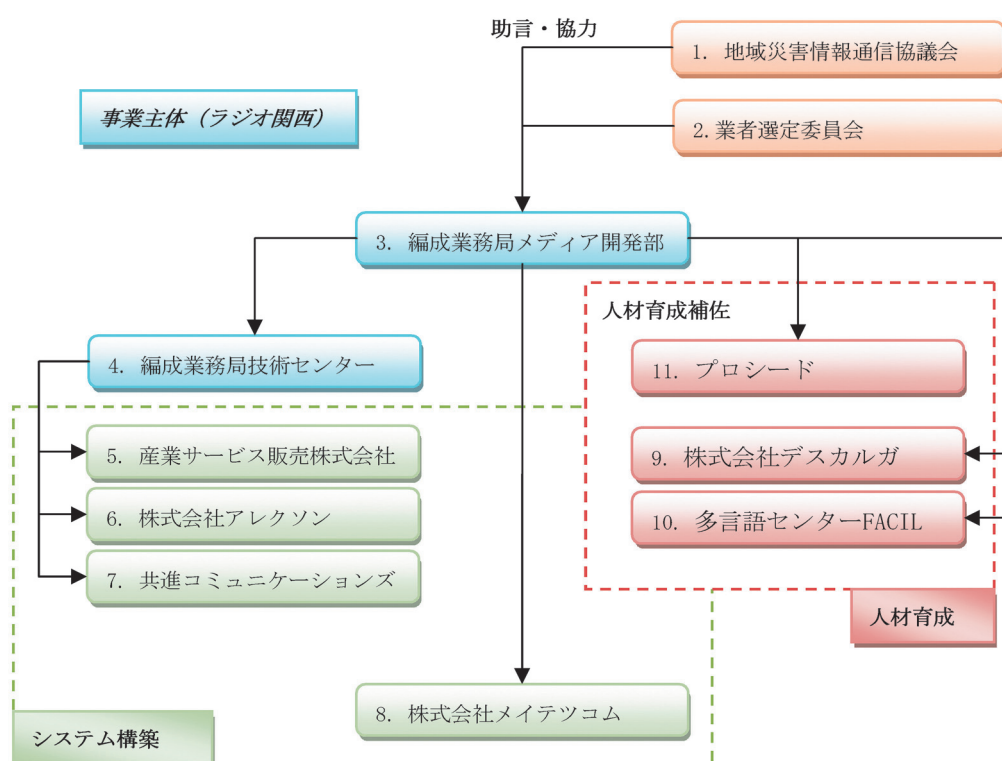 助言・協力
1. 地域災害情報通信協議会
事業主体（ラジオ関西）
2.業者選定委員会
3. 編成業務局メディア開発部
人材育成補佐
4. 編成業務局技術センター
11. プロシード
5. 産業サービス販売株式会社
9. 株式会社デスカルガ
6. 株式会社アレクソン
10. 多言語センターFACIL
7. 共進コミュニケーションズ
人材育成
8. 株式会社メイテツコム
システム構築